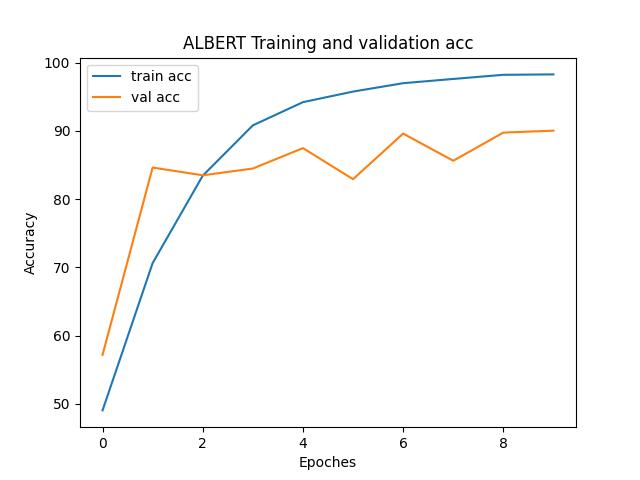 ALBERT Training and validation acc
train acc
val acc
Accuracy
100
90
80
70
60
50
0 2 4 6 8
Epoches